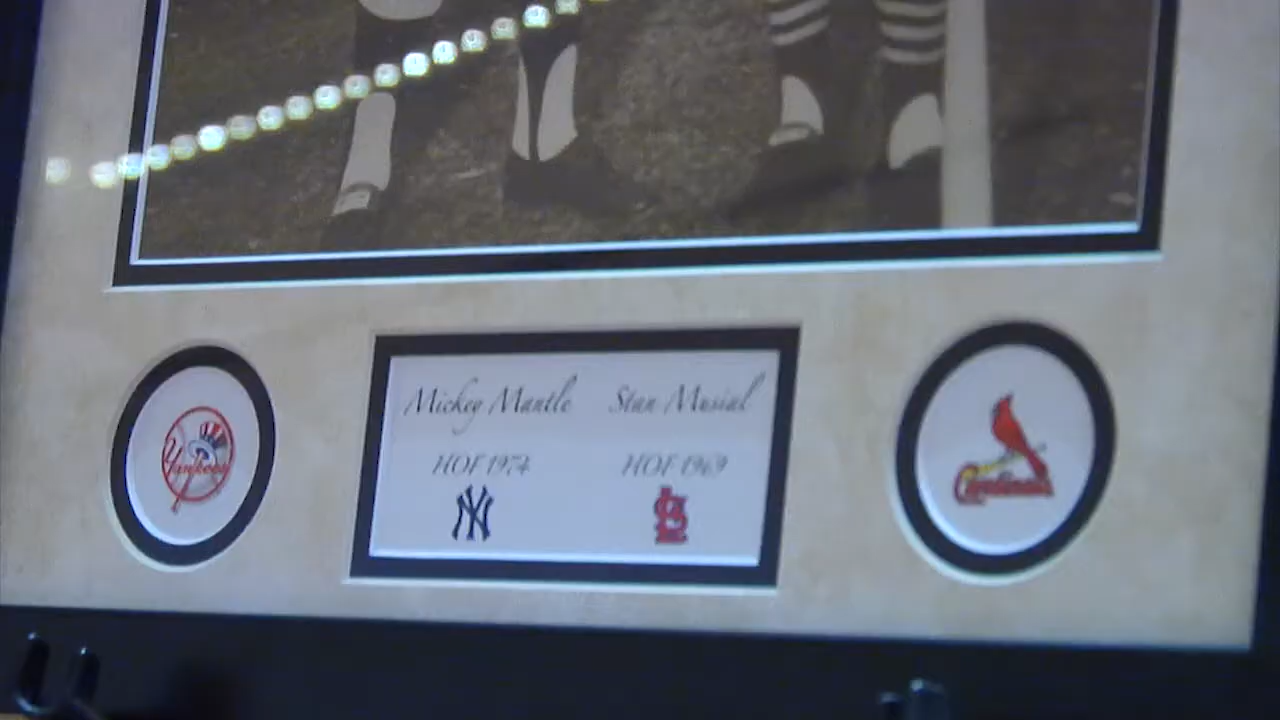 Mickey Mantle Stan Musial
HOF 1974 HOF 1969
NY STL
Yankees
Cardinals